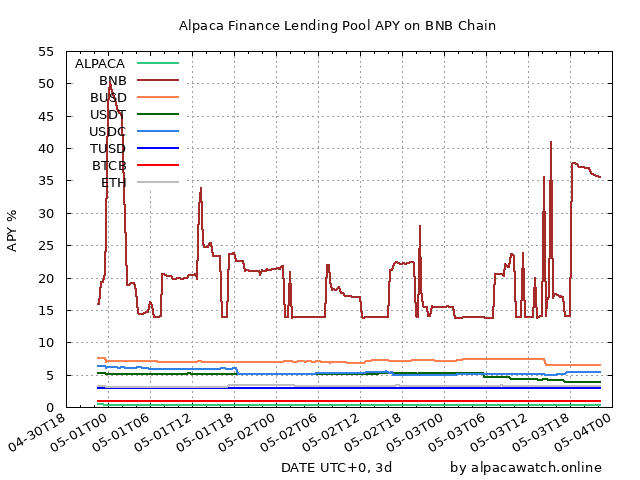 Alpaca Finance Lending Pool APY on BNB Chain
APY %
55
50
45
40
35
30
25
20
15
10
5
0
ALPACA
BNB
BUSD
USDT
USDC
TUSD
BTCB
ETH
04-30T18
05-01T00
05-01T06
05-01T12
05-01T18
05-02T00
05-02T06
05-02T12
05-02T18
05-03T00
05-03T06
05-03T12
05-03T18
05-04T00
DATE UTC+0, 3d
by alpacawatch.online